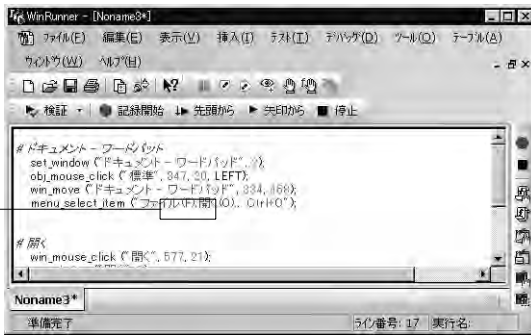 WinRunner - [Noname3*]
ファイル(F) 編集(E) 表示(V) 挿入(I) テスト(T) デバッグ(D) ツール(Q) テーブル(A)
ウィンドウ(W) ヘルプ(H)
検証 記録開始 先頭から 矢印から 停止
# ドキュメント - ワードパット
set_window ("ドキュメント - ワードパッド",
obj_mouse_click ("標準", 847, 20, LEFT);
win_move ("ドキュメント - ワードパッド", 334,
menu_select_item ("ファイル(F);開く(O)... Ctrl+O");
# 開く
win_mouse_click ("開く", 577, 21);
Noname3*
準備完了 ライン番号: 17 実行名: